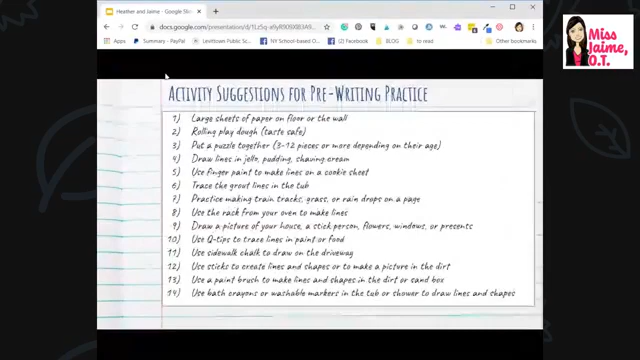 Heather and Jaime - Google Slid
Miss
Jaime,
O.T.
Summary - PayPal
Levittown Public Schools
NY School-based O
Facebook
BLOG
to read
Other bookmarks
Activity Suggestions for Pre-Writing Practice
1) Large sheets of paper on floor or the wall
2) Rolling play dough (taste safe)
3) Put a puzzle together (3-12 pieces or more depending on their age)
4) Draw lines in jello, pudding, shaving cream
5) Use finger paint to make lines on a cookie sheet
6) Trace the grout lines in the tub
7) Practice making train tracks, grass, or rain drops on a page
8) Use the rack from your oven to make lines
9) Draw a picture of your house, a stick person, flowers, windows, or presents
10) Use Q-tips to trace lines in paint or food
11) Use sidewalk chalk to draw on the driveway
12) Use sticks to create lines and shapes or to make a picture in the dirt
13) Use a paint brush to make lines and shapes in the dirt or sand box
14) Use bath crayons or washable markers in the tub or shower to draw lines and shapes